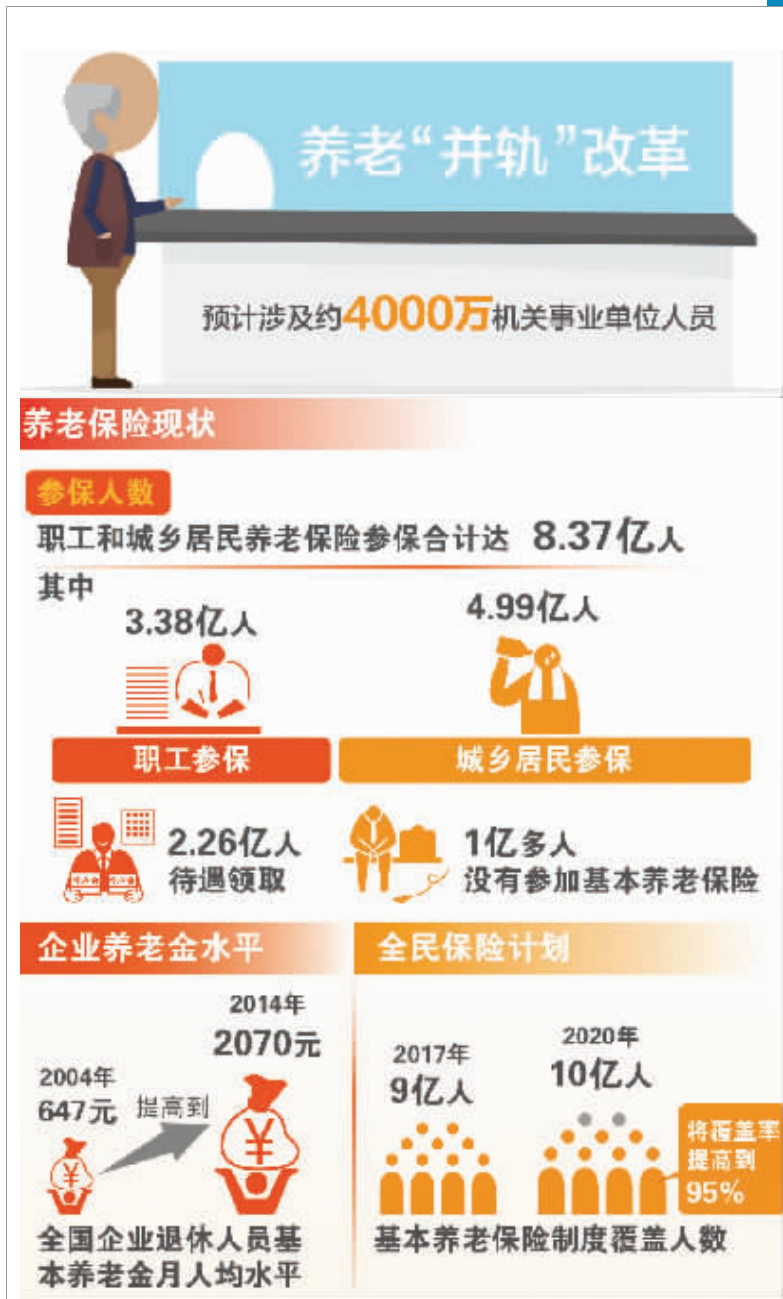 养老“并轨”改革
预计涉及约4000万机关事业单位人员
养老保险现状
参保人数
职工和城乡居民养老保险参保合计达 8.37亿人
其中
3.38亿人
4.99亿人
职工参保
城乡居民参保
2.26亿人
待遇领取
1亿多人
没有参加基本养老保险
企业养老金水平
全民保险计划
2014年
2070元
2004年
647元
提高到
全国企业退休人员基
本养老金月人均水平
2017年
9亿人
2020年
10亿人
将覆盖率
提高到
95%
基本养老保险制度覆盖人数